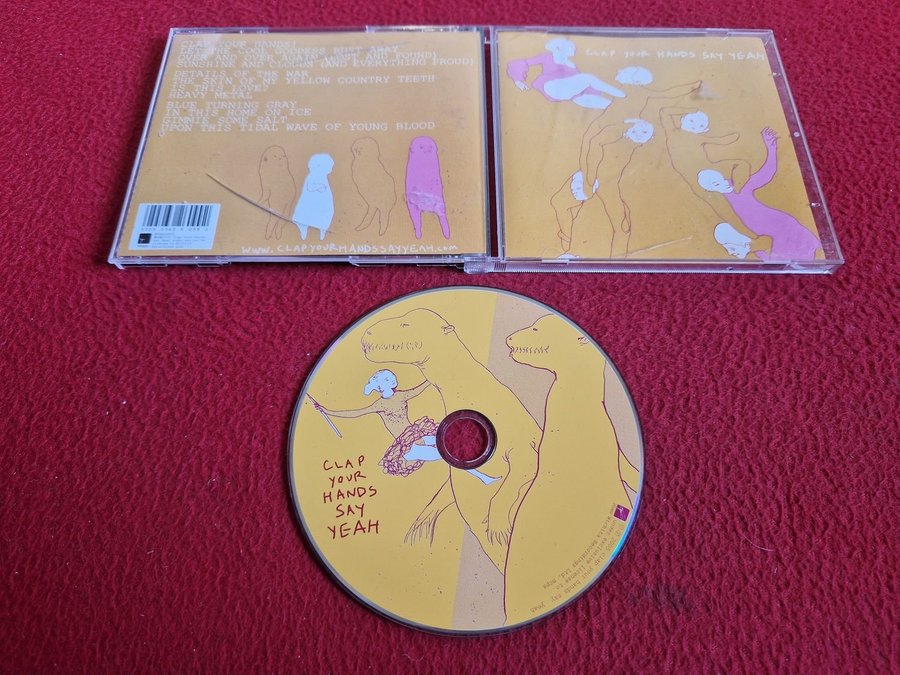 CLAP YOUR HANDS!
LET THE COOL GODDESS RUST AWAY
OVER AND OVER AGAIN (LOST AND FOUND)
SUNSHINE AND CLOUDS (AND EVERYTHING PROUD)
DETAILS OF THE WAR
THE SKIN OF MY YELLOW COUNTRY TEETH
IS THIS LOVE?
HEAVY METAL
BLUE TURNING GRAY
IN THIS HOME ON ICE
GIMMIE SOME SALT
UPON THIS TIDAL WAVE OF YOUNG BLOOD
WWW.CLAPYOURHANDSSAYYEAH.COM
CLAP YOUR HANDS SAY YEAH
CLAP
YOUR
HANDS
SAY
YEAH